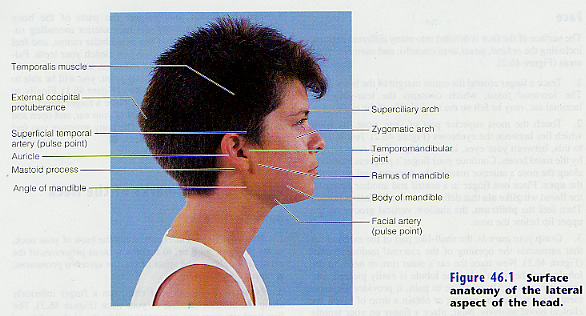 Temporalis muscle
External occipital
protuberance
Superficial temporal
artery (pulse point)
Auricle
Mastoid process
Angle of mandible
Superciliary arch
Zygomatic arch
Temporomandibular
joint
Ramus of mandible
Body of mandible
Facial artery
(pulse point)
Figure 46.1 Surface
anatomy of the lateral
aspect of the head.